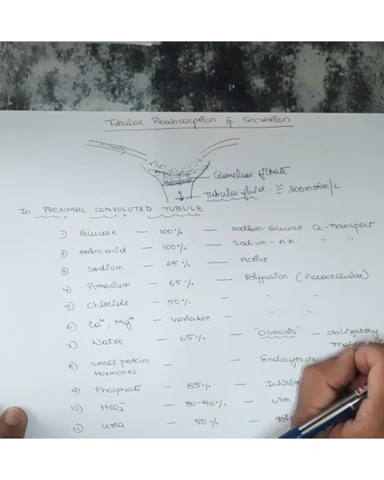 Tubular Reabsorption & Secretion
Glomerular filtrate
Tubular fluid ≅ 300mosm/L
In PROXIMAL CONVOLUTED TUBULE
1) Glucose — 100% — sodium-Glucose Co-Transport
2) Amino acid — 100% — Sodium - A.A. " "
3) Sodium — 65% — Active
4) Potassium — 65% — Diffusion (Paracellular)
5) Chloride — 50% — " "
6) Ca++, Mg++ — variable — " "
7) Water — 65% — "Osmosis" — obligatory
8) Small proteins — Endocytosis
Hormones
9) Phosphate — 85%
10) HCO3- — 80-90% — with
11) Urea — 50%